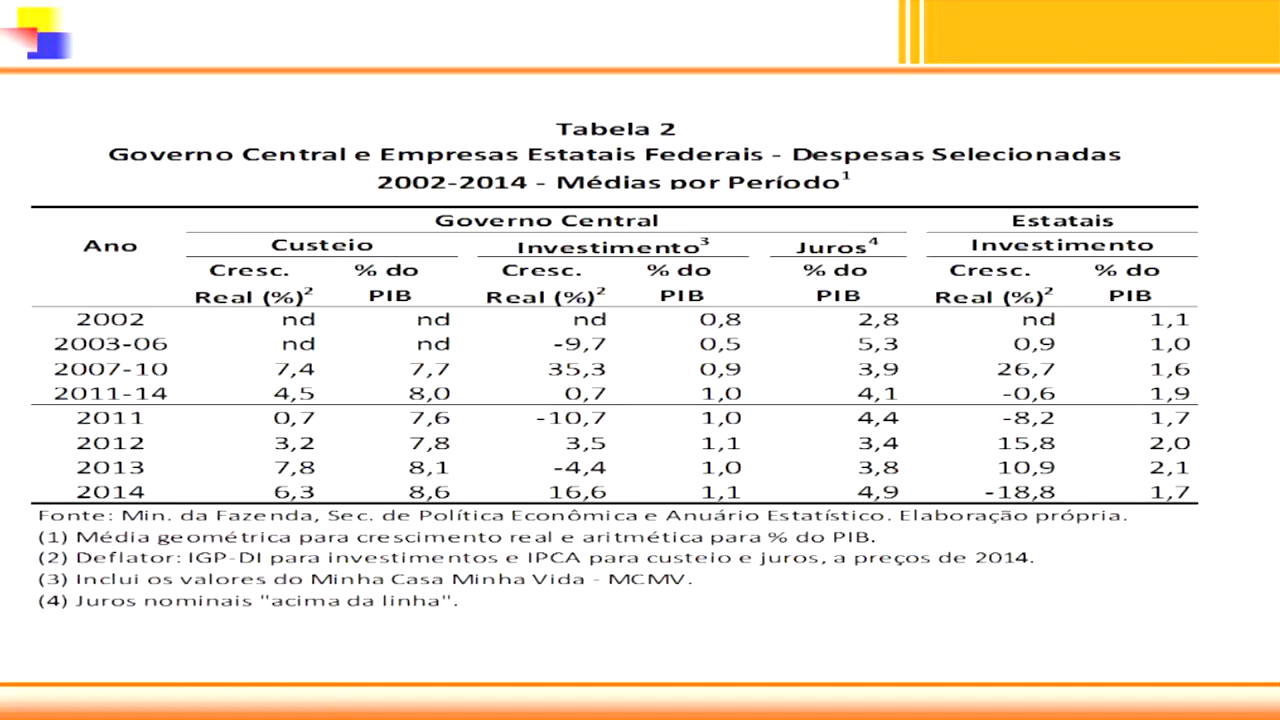 Tabela 2
Governo Central e Empresas Estatais Federais - Despesas Selecionadas
2002-2014 - Médias por Período¹
Governo Central Estatais
Ano Custeio Investimento³ Juros⁴ Investimento
Cresc. % do Cresc. % do % do Cresc. % do
Real (%)² PIB Real (%)² PIB PIB Real (%)² PIB
2002 nd nd nd 0,8 2,8 nd 1,1
2003-06 nd nd -9,7 0,5 5,3 0,9 1,0
2007-10 7,4 7,7 35,3 0,9 3,9 26,7 1,6
2011-14 4,5 8,0 0,7 1,0 4,1 -0,6 1,9
2011 0,7 7,6 -10,7 1,0 4,4 -8,2 1,7
2012 3,2 7,8 3,5 1,1 3,4 15,8 2,0
2013 7,8 8,1 -4,4 1,0 3,8 10,9 2,1
2014 6,3 8,6 16,6 1,1 4,9 -18,8 1,7
Fonte: Min. da Fazenda, Sec. de Política Econômica e Anuário Estatístico. Elaboração própria.
(1) Média geométrica para crescimento real e aritmética para % do PIB.
(2) Deflator: IGP-DI para investimentos e IPCA para custeio e juros, a preços de 2014.
(3) Inclui os valores do Minha Casa Minha Vida - MCMV.
(4) Juros nominais "acima da linha".